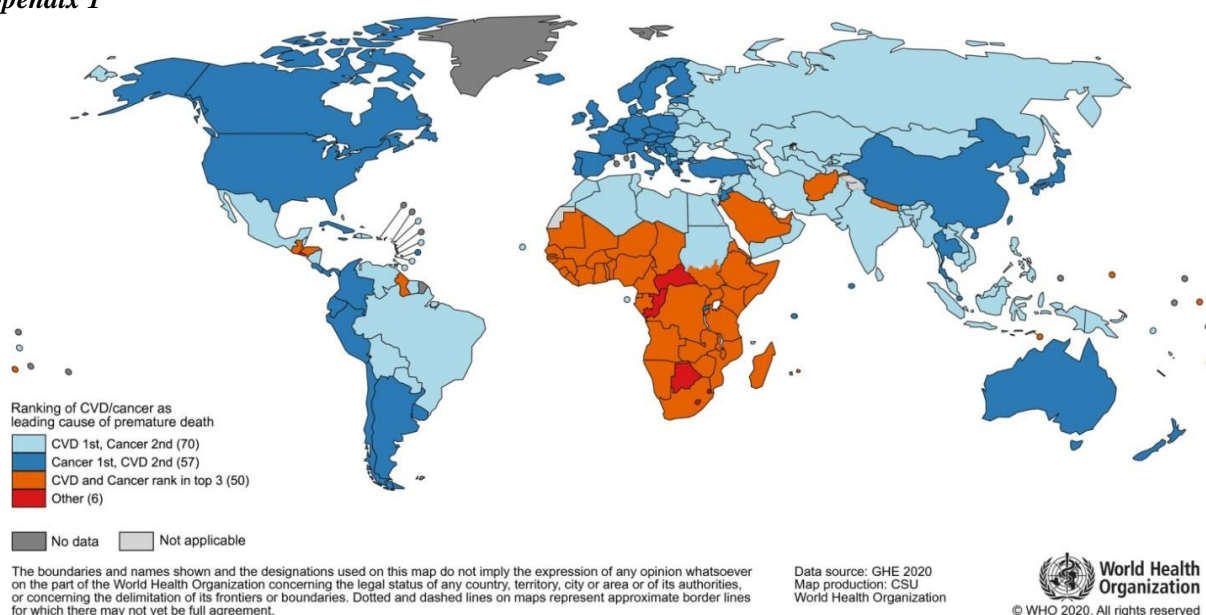 pendix 1
Ranking of CVD/cancer as
leading cause of premature death
CVD 1st, Cancer 2nd (70)
Cancer 1st, CVD 2nd (57)
CVD and Cancer rank in top 3 (50)
Other (6)
No data
Not applicable
The boundaries and names shown and the designations used on this map do not imply the expression of any opinion whatsoever
on the part of the World Health Organization concerning the legal status of any country, territory, city or area or of its authorities,
or concerning the delimitation of its frontiers or boundaries. Dotted and dashed lines on maps represent approximate border lines
for which there may not yet be full agreement.
Data source: GHE 2020
Map production: CSU
World Health Organization
World Health
Organization
© WHO 2020. All rights reserved